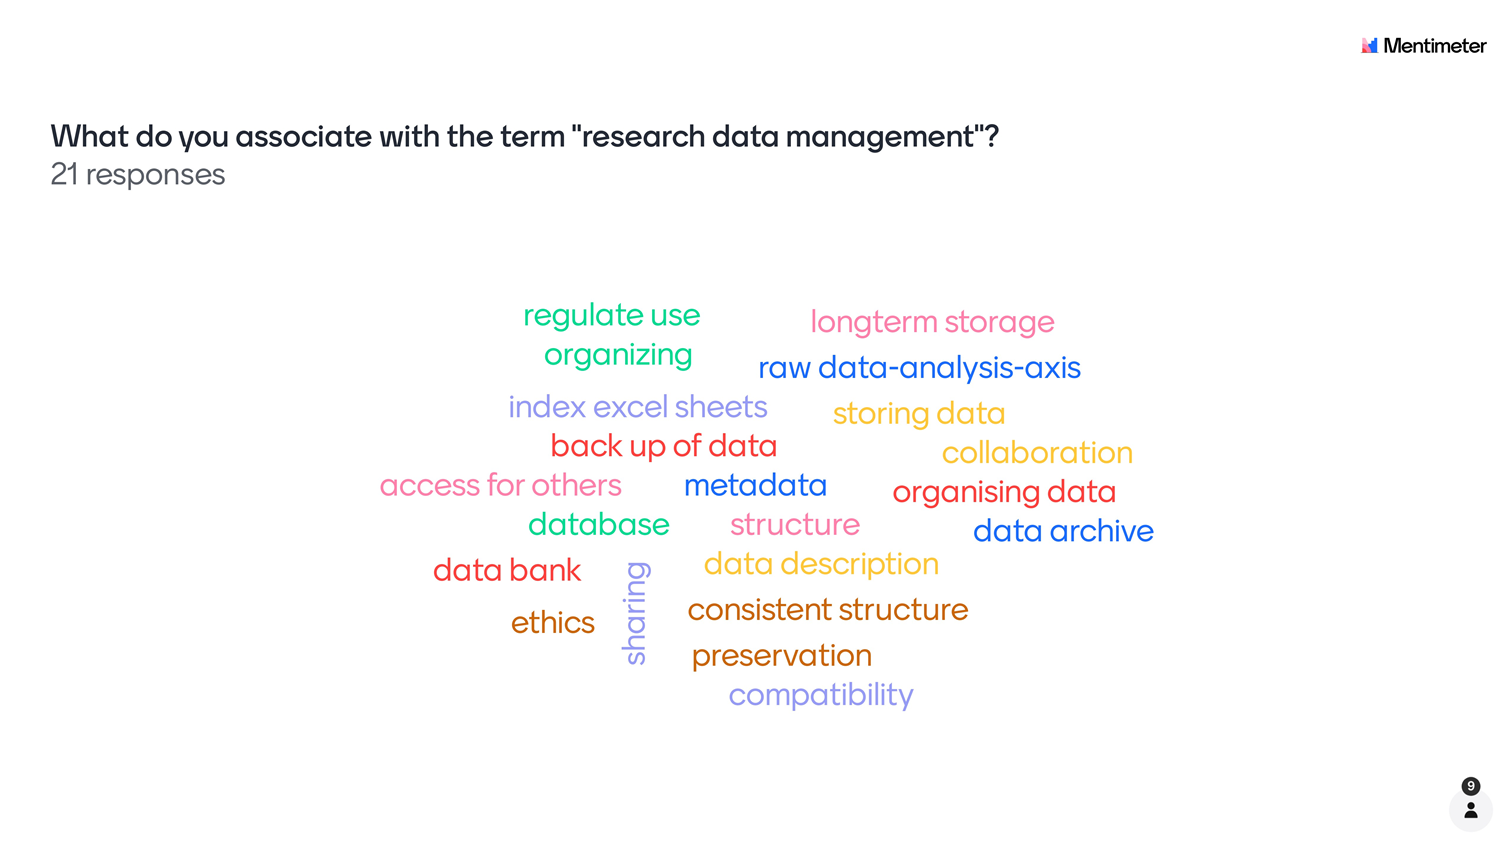 Mentimeter
What do you associate with the term "research data management"?
21 responses
regulate use
longterm storage
organizing
raw data-analysis-axis
index excel sheets
storing data
back up of data
collaboration
access for others
metadata
organising data
database
structure
data archive
data bank
sharing
data description
ethics
consistent structure
preservation
compatibility
9